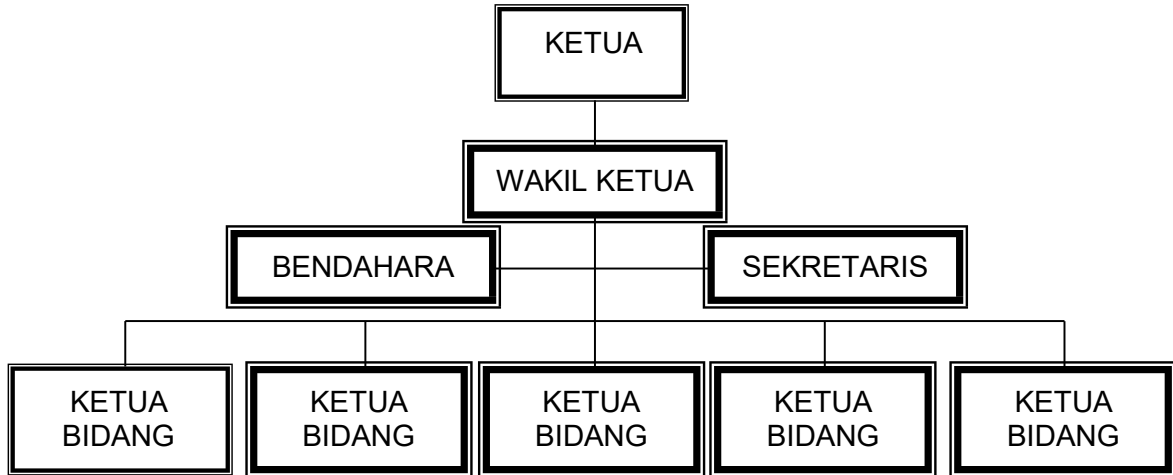 KETUA
WAKIL KETUA
BENDAHARA
SEKRETARIS
KETUA
BIDANG
KETUA
BIDANG
KETUA
BIDANG
KETUA
BIDANG
KETUA
BIDANG